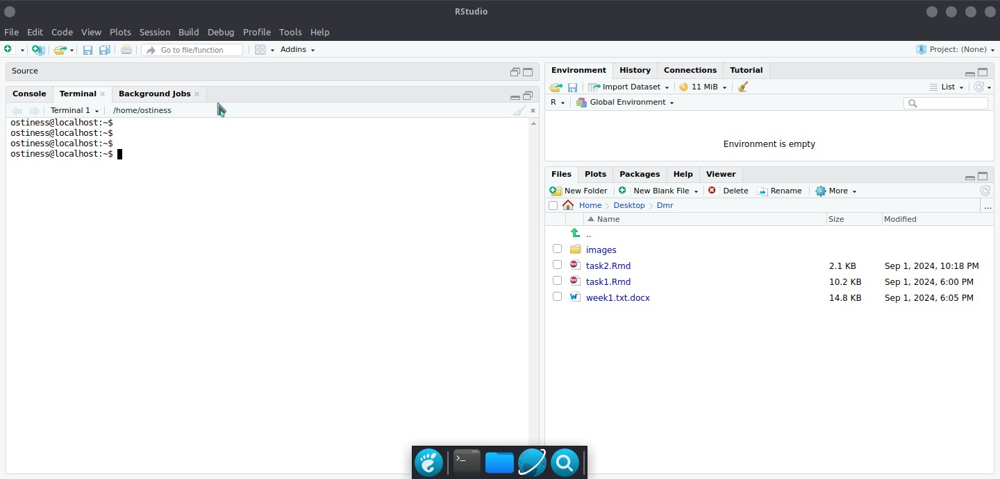 RStudio
File Edit Code View Plots Session Build Debug Profile Tools Help
Go to file/function Addins Project: (None)
Source
Console Terminal Background Jobs
Terminal 1 /home/ostiness
ostiness@localhost:~$
ostiness@localhost:~$
ostiness@localhost:~$
ostiness@localhost:~$
Environment History Connections Tutorial
Import Dataset 11 MiB List
R Global Environment
Environment is empty
Files Plots Packages Help Viewer
New Folder New Blank File Delete Rename More
Home Desktop Dmr ...
Name Size Modified
..
images
task2.Rmd 2.1 KB Sep 1, 2024, 10:18 PM
task1.Rmd 10.2 KB Sep 1, 2024, 6:00 PM
week1.txt.docx 14.8 KB Sep 1, 2024, 6:05 PM